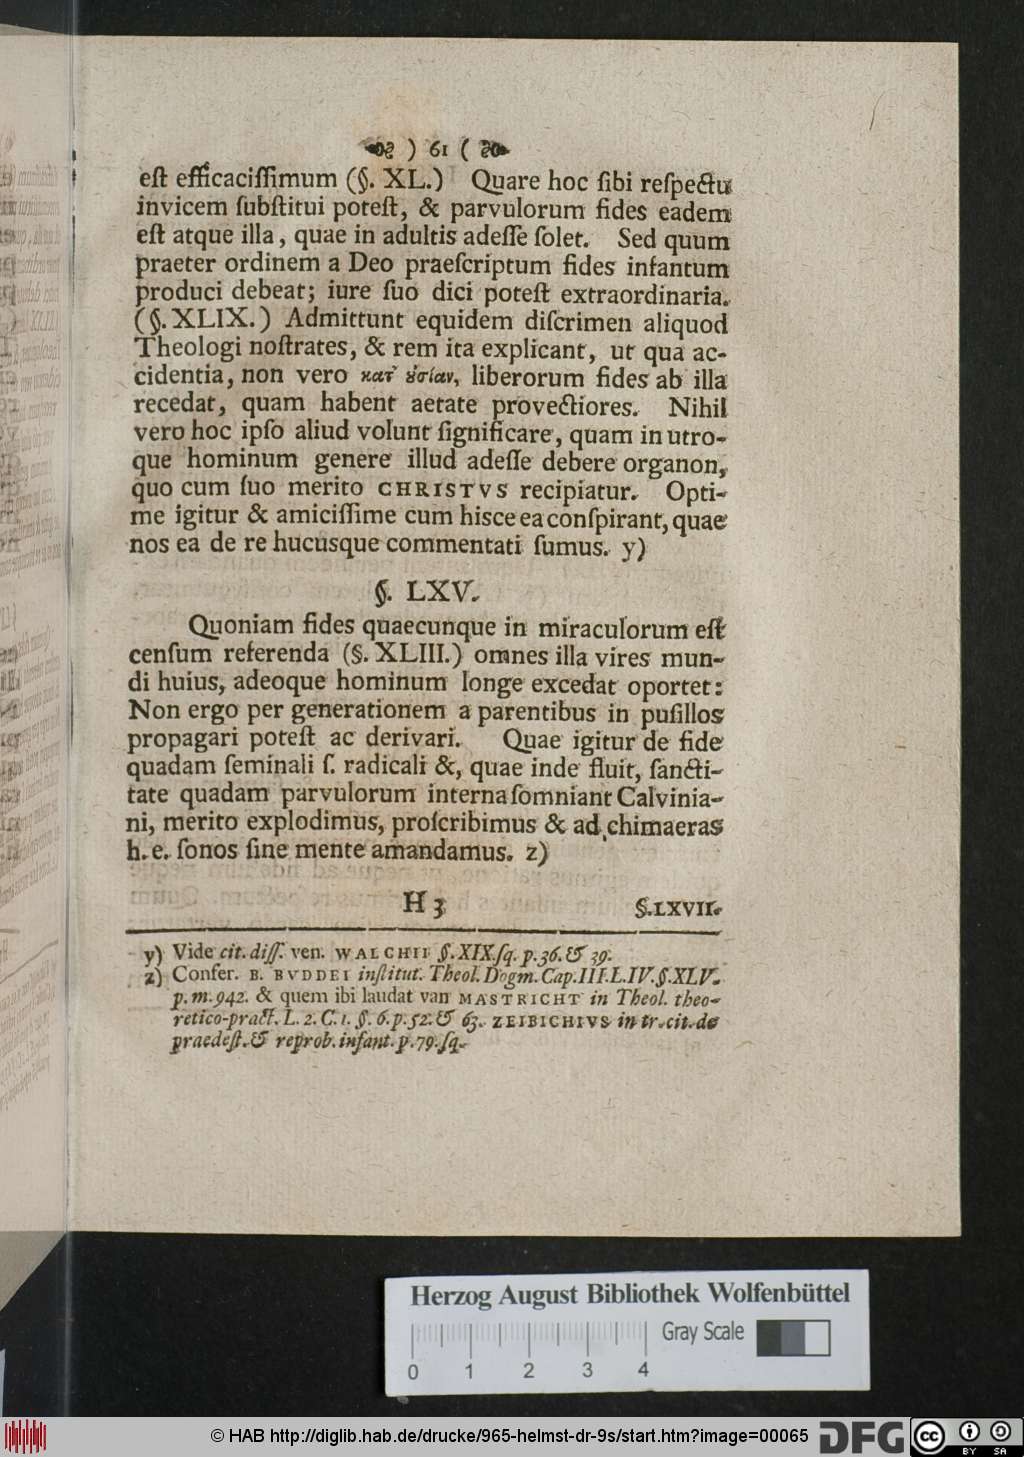 ) 61 (
eſt efficaciſſimum (§. XL.) Quare hoc ſibi reſpectu
invicem ſubſtitui poteſt, & parvulorum fides eadem
eſt atque illa, quae in adultis adeſſe ſolet. Sed quum
praeter ordinem a Deo praeſcriptum fides infantum
produci debeat; iure ſuo dici poteſt extraordinaria.
(§. XLIX.) Admittunt equidem diſcrimen aliquod
Theologi noſtrates, & rem ita explicant, ut qua ac-
cidentia, non vero κατ' ȣσίαν, liberorum fides ab illa
recedat, quam habent aetate provectiores. Nihil
vero hoc ipſo aliud volunt ſignificare, quam in utro-
que hominum genere illud adeſſe debere organon,
quo cum ſuo merito CHRISTVS recipiatur. Opti-
me igitur & amiciſſime cum hisce ea conſpirant, quae
nos ea de re hucusque commentati ſumus. y)
§. LXV.
Quoniam fides quaecunque in miraculorum eſt
cenſum referenda (§. XLIII.) omnes illa vires mun-
di huius, adeoque hominum longe excedat oportet:
Non ergo per generationem a parentibus in puſillos
propagari poteſt ac derivari. Quae igitur de fide
quadam ſeminali ſ. radicali &, quae inde fluit, ſancti-
tate quadam parvulorum interna ſomniant Calvinia-
ni, merito explodimus, proſcribimus & ad chimaeras
h. e. ſonos ſine mente amandamus. z)
H 3 §. LXVII.
y) Vide cit. diſſ. ven. WALCHII §. XIX. ſq. p. 36. & 39.
z) Confer. B. BVDDEI inſtitut. Theol. Dogm. Cap. III. L. IV. §. XLV.
p. m. 942. & quem ibi laudat van MASTRICHT in Theol. theo-
retico-pract. L. 2. C. 1. §. 6. p. 52. & 63. ZEIBICHIVS in tr. cit. de
praedeſt. & reprob. infant. p. 79. ſq.
Herzog August Bibliothek Wolfenbüttel
Gray Scale
0 1 2 3 4
© HAB http://diglib.hab.de/drucke/965-helmst-dr-9s/start.htm?image=00065
DFG
cc BY SA